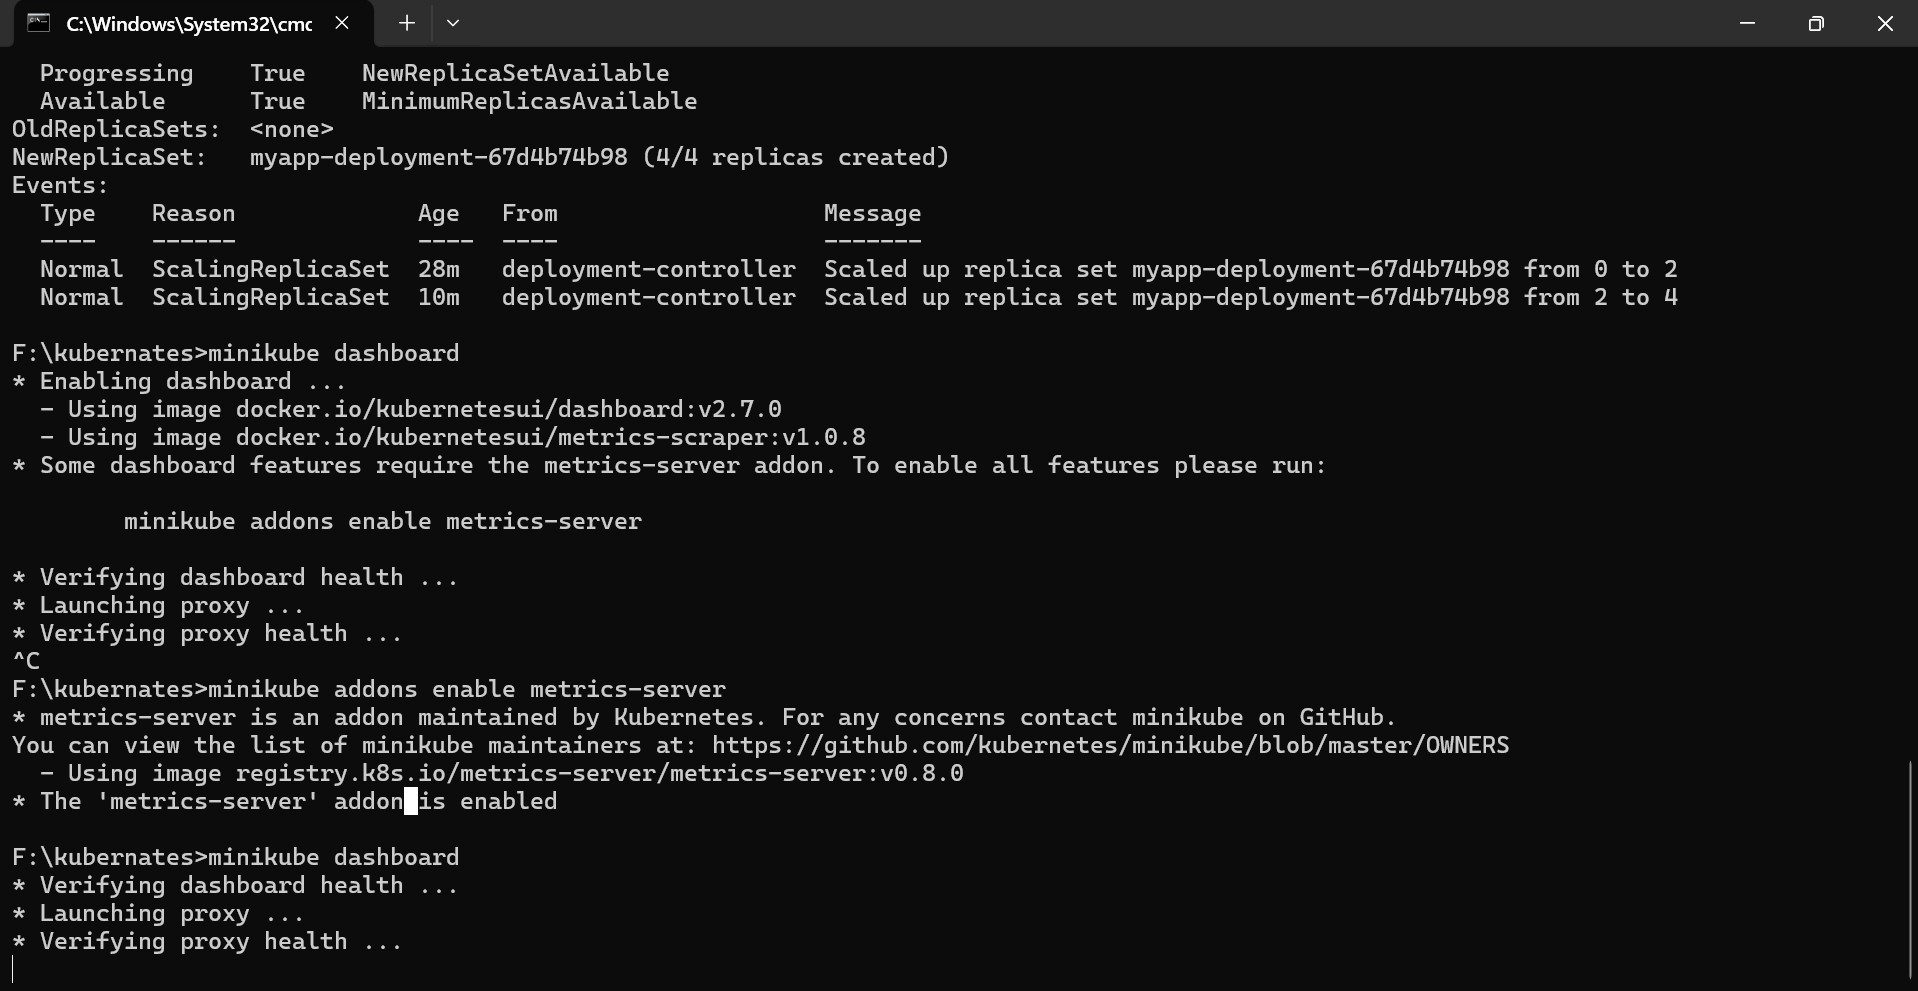 C:\Windows\System32\cmc
Progressing    True    NewReplicaSetAvailable
Available      True    MinimumReplicasAvailable
OldReplicaSets:  <none>
NewReplicaSet:   myapp-deployment-67d4b74b98 (4/4 replicas created)
Events:
Type    Reason             Age   From                   Message
----    ------             ----  ----                   -------
Normal  ScalingReplicaSet  28m   deployment-controller  Scaled up replica set myapp-deployment-67d4b74b98 from 0 to 2
Normal  ScalingReplicaSet  10m   deployment-controller  Scaled up replica set myapp-deployment-67d4b74b98 from 2 to 4
F:\kubernates>minikube dashboard
* Enabling dashboard ...
- Using image docker.io/kubernetesui/dashboard:v2.7.0
- Using image docker.io/kubernetesui/metrics-scraper:v1.0.8
* Some dashboard features require the metrics-server addon. To enable all features please run:
minikube addons enable metrics-server
* Verifying dashboard health ...
* Launching proxy ...
* Verifying proxy health ...
^C
F:\kubernates>minikube addons enable metrics-server
* metrics-server is an addon maintained by Kubernetes. For any concerns contact minikube on GitHub.
You can view the list of minikube maintainers at: https://github.com/kubernetes/minikube/blob/master/OWNERS
- Using image registry.k8s.io/metrics-server/metrics-server:v0.8.0
* The 'metrics-server' addon is enabled
F:\kubernates>minikube dashboard
* Verifying dashboard health ...
* Launching proxy ...
* Verifying proxy health ...